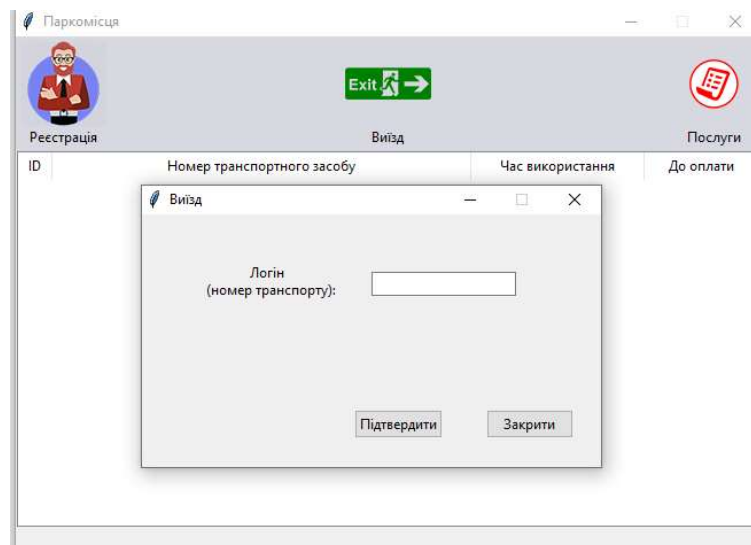 Паркомісця
Exit
Реєстрація Виїзд Послуги
ID Номер транспортного засобу Час використання До оплати
Виїзд
Логін
(номер транспорту):
Підтвердити Закрити